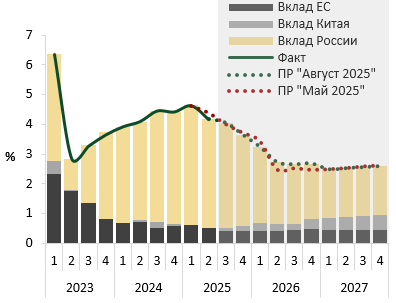 Вклад ЕС
Вклад Китая
Вклад России
Факт
ПР "Август 2025"
ПР "Май 2025"
7
6
5
4
%
3
2
1
0
1 2 3 4 1 2 3 4 1 2 3 4 1 2 3 4 1 2 3 4
2023 2024 2025 2026 2027